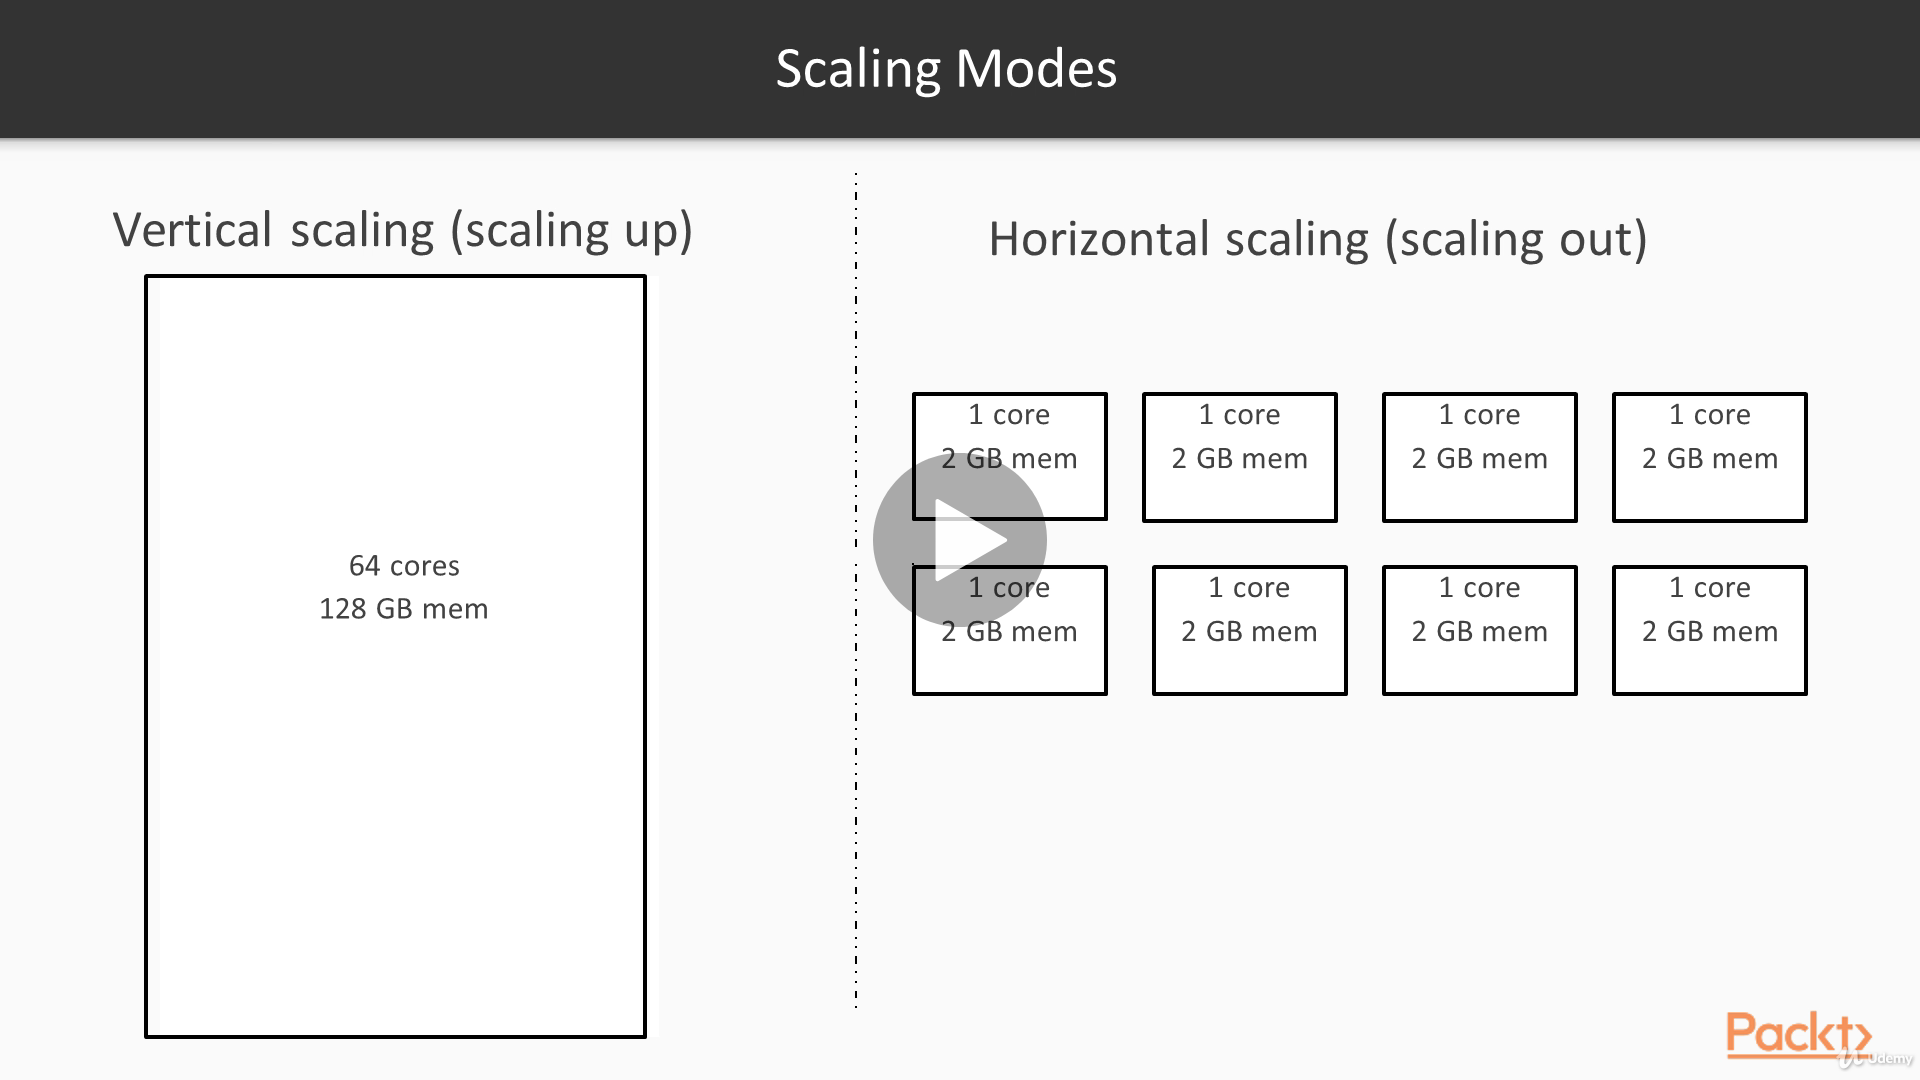 Scaling Modes
Vertical scaling (scaling up)
64 cores
128 GB mem
Horizontal scaling (scaling out)
1 core
2 GB mem
1 core
2 GB mem
1 core
2 GB mem
1 core
2 GB mem
1 core
2 GB mem
1 core
2 GB mem
1 core
2 GB mem
1 core
2 GB mem
Packt
Udemy